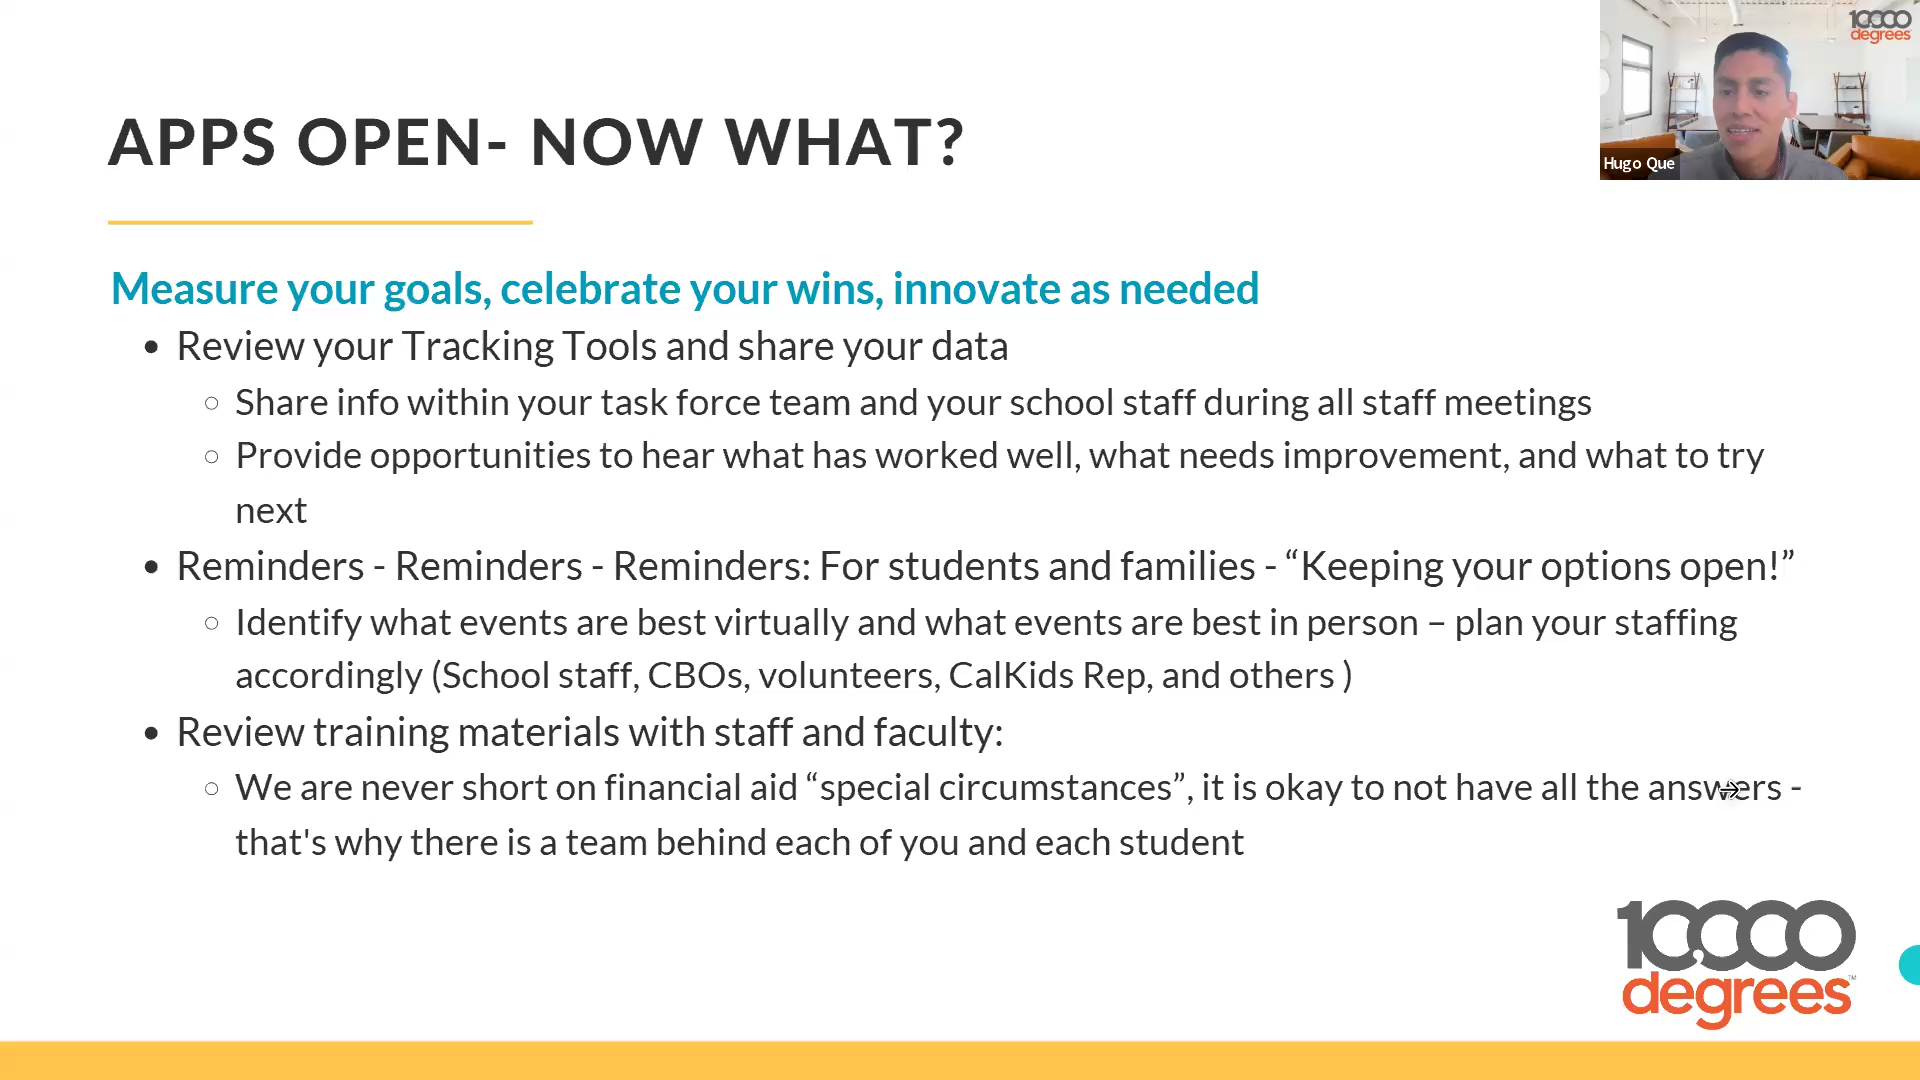 10,000
degrees
Hugo Que
APPS OPEN- NOW WHAT?
Measure your goals, celebrate your wins, innovate as needed
• Review your Tracking Tools and share your data
○ Share info within your task force team and your school staff during all staff meetings
○ Provide opportunities to hear what has worked well, what needs improvement, and what to try
next
• Reminders - Reminders - Reminders: For students and families - “Keeping your options open!”
○ Identify what events are best virtually and what events are best in person – plan your staffing
accordingly (School staff, CBOs, volunteers, CalKids Rep, and others )
• Review training materials with staff and faculty:
○ We are never short on financial aid “special circumstances”, it is okay to not have all the answers -
that's why there is a team behind each of you and each student
10,000
degrees™